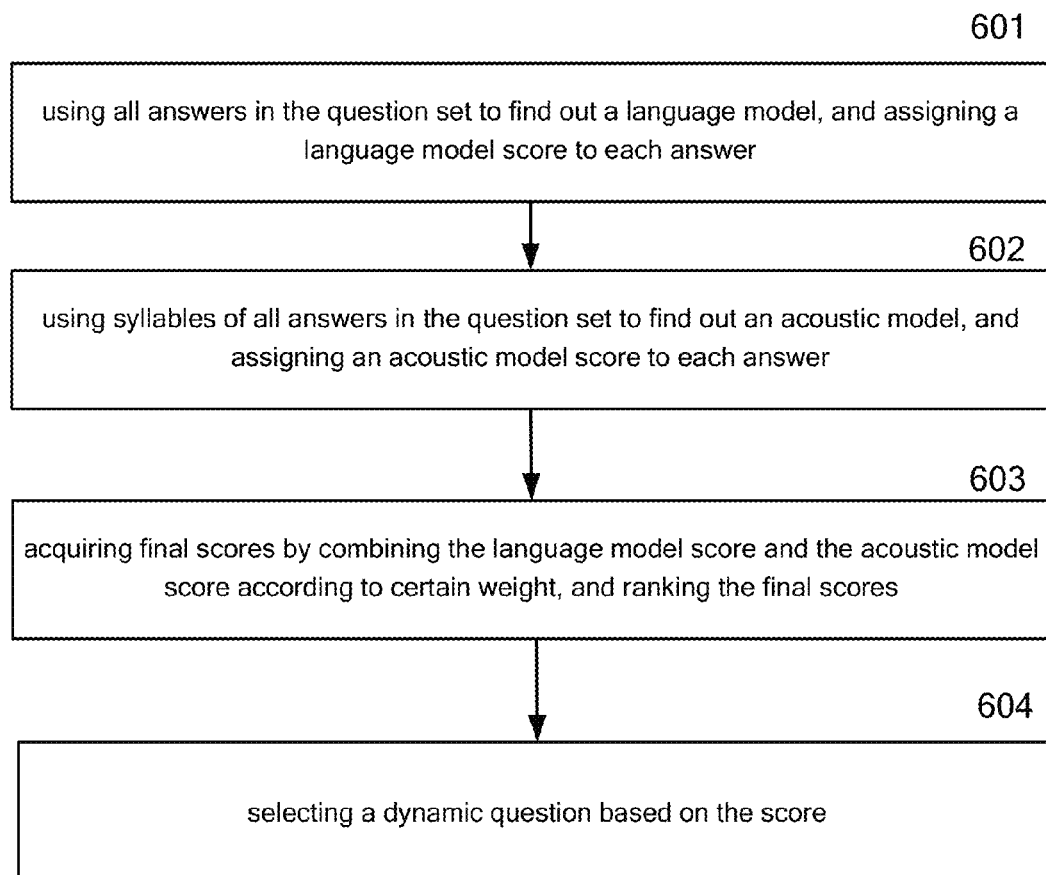 601
using all answers in the question set to find out a language model, and assigning a
language model score to each answer
602
using syllables of all answers in the question set to find out an acoustic model, and
assigning an acoustic model score to each answer
603
acquiring final scores by combining the language model score and the acoustic model
score according to certain weight, and ranking the final scores
604
selecting a dynamic question based on the score